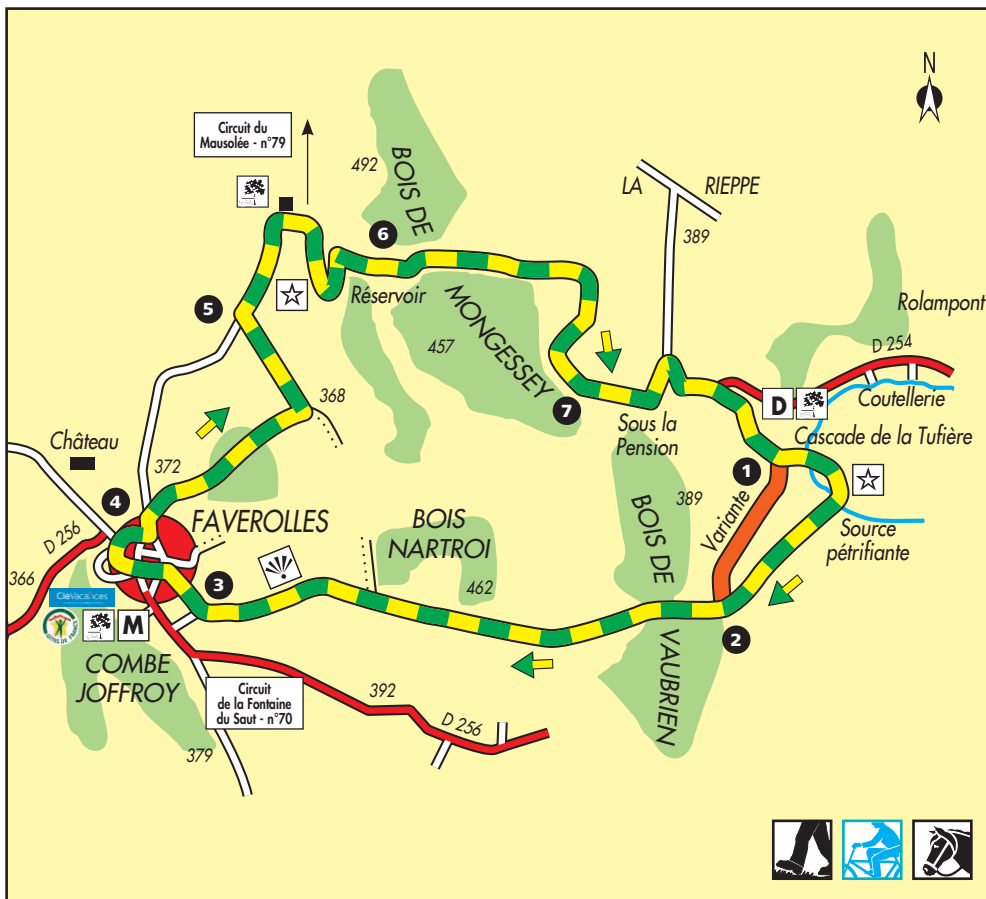 N
Circuit du
Mausolée - n°79
492
BOIS DE
LA RIEPPE
389
6
5
Réservoir
MONGESSEY
457
Rolampont
D 254
D
Coutellerie
7
Sous la
Pension
368
Cascade de la Tufière
Château
372
1
4
389
Variante
BOIS DE
Source
pétrifiante
FAVEROLLES
BOIS
NARTROI
D 256
366
3
462
CléVacances
GÎTES DE FRANCE
M
2
VAUBRIEN
COMBE
JOFFROY
Circuit
de la Fontaine
du Saut - n°70
392
D 256
379